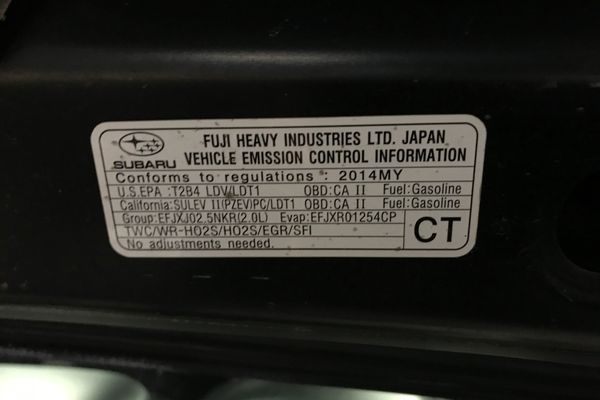 SUBARU
FUJI HEAVY INDUSTRIES LTD. JAPAN
VEHICLE EMISSION CONTROL INFORMATION
Conforms to regulations : 2014MY
U.S.EPA :T2B4 LDV/LDT1 OBD:CA II Fuel:Gasoline
California:SULEV II(PZEV)PC/LDT1 OBD:CA II Fuel:Gasoline
Group:EFJXJ02.5NKR(2.0L) Evap:EFJXR01254CP
TWC/WR-HO2S/HO2S/EGR/SFI
No adjustments needed.
CT